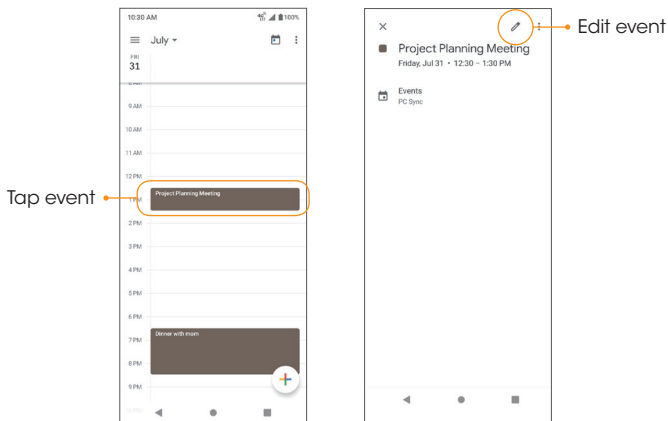 10:30 AM
100%
July
FRI
31
9 AM
10 AM
11 AM
12 PM
Project Planning Meeting
Tap event
1 PM
2 PM
3 PM
4 PM
5 PM
6 PM
Dinner with mom
7 PM
8 PM
9 PM
Edit event
Project Planning Meeting
Friday, Jul 31 • 12:30 – 1:30 PM
Events
PC Sync